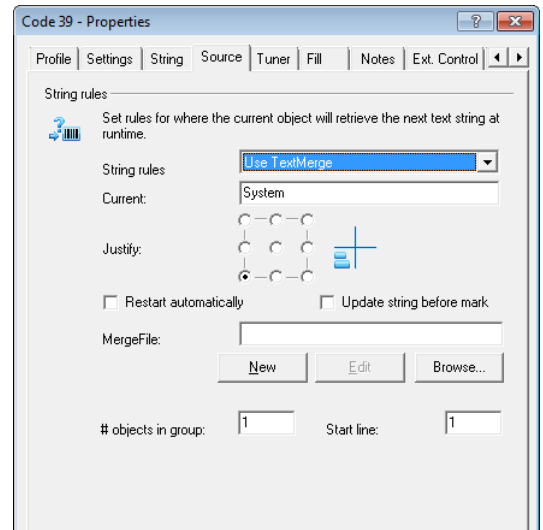 Code 39 - Properties
Profile Settings String Source Tuner Fill Notes Ext. Control
String rules
Set rules for where the current object will retrieve the next text string at
runtime.
String rules Use TextMerge
Current: System
Justify:
Restart automatically Update string before mark
MergeFile:
New Edit Browse...
# objects in group: 1 Start line: 1